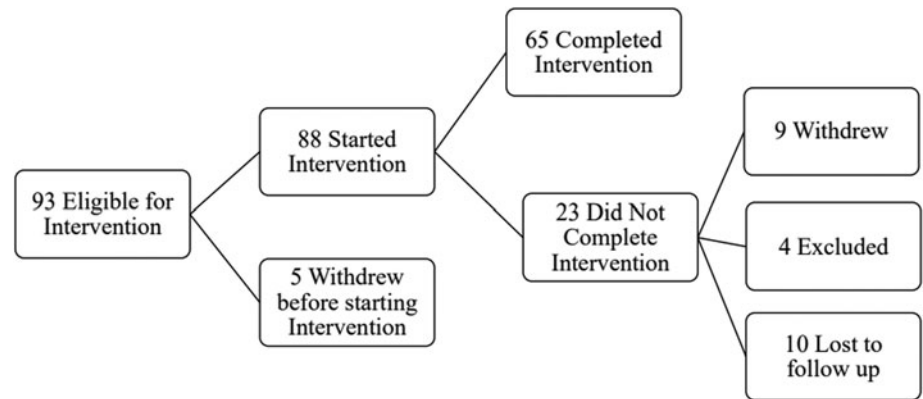 93 Eligible for
Intervention
88 Started
Intervention
5 Withdrew
before starting
Intervention
65 Completed
Intervention
23 Did Not
Complete
Intervention
9 Withdrew
4 Excluded
10 Lost to
follow up